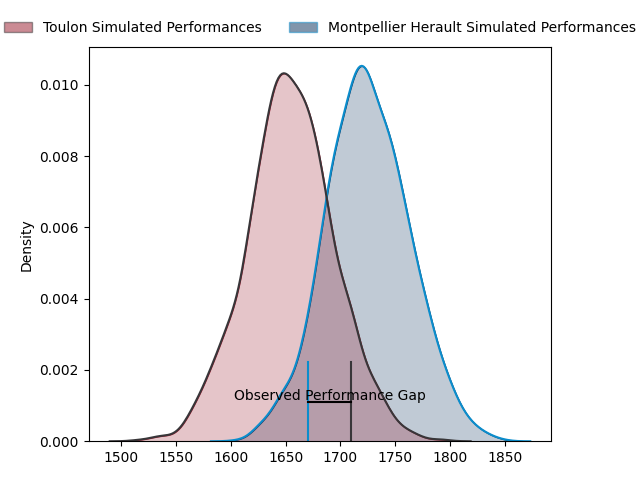 Toulon Simulated Performances
Montpellier Herault Simulated Performances
Density
0.010
0.008
0.006
0.004
0.002
0.000
Observed Performance Gap
1500 1550 1600 1650 1700 1750 1800 1850